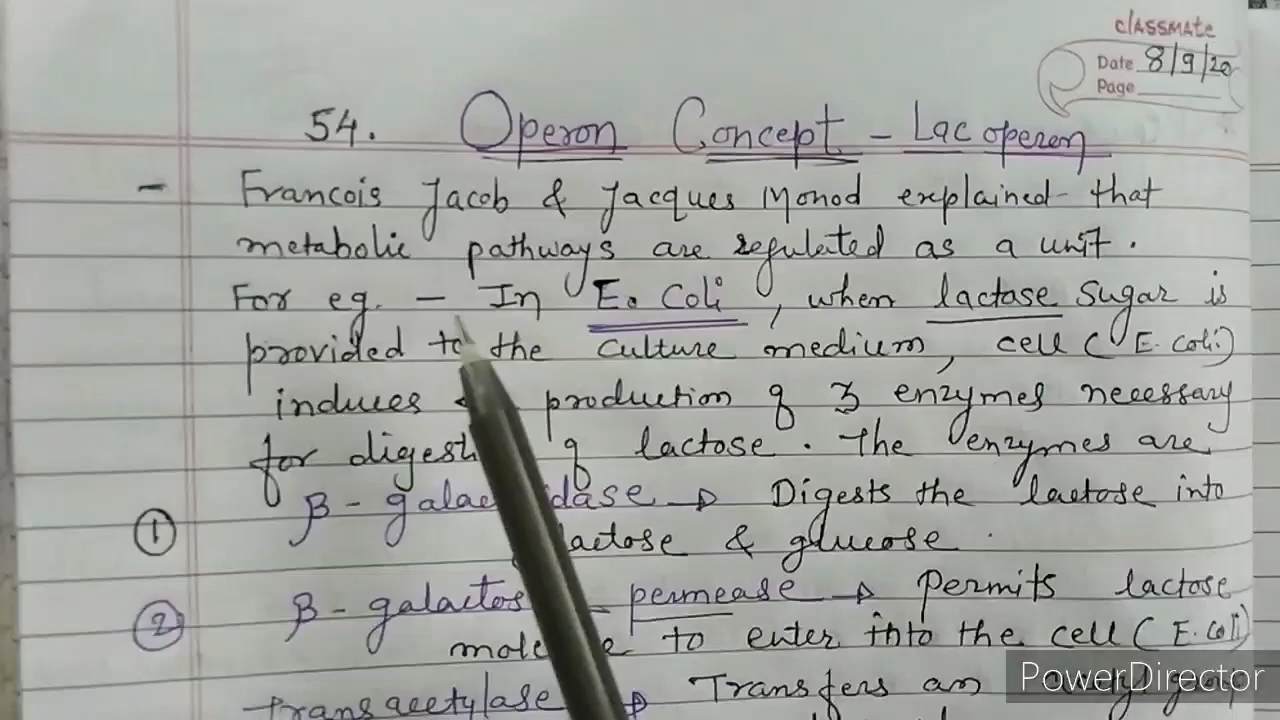 classmate
Date 8/9/20
Page
54. Operon Concept - Lac operon
- Francois Jacob & Jacques Monod explained that
metabolic pathways are regulated as a unit.
For eg. - In E. Coli, when lactase sugar is
provided to the culture medium, cell (E. coli)
induces production of 3 enzymes necessary
for digest of lactose. The enzymes are
① β-galac dase → Digests the lactose into
lactose & glucose.
② β-galactos - permease → Permits lactose
mole e to enter into the cell (E. coli)
transacetylase → Transfers an acetyl group
PowerDirector